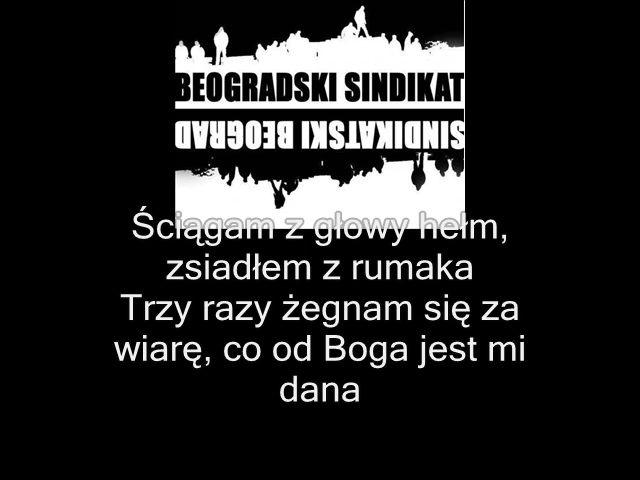 BEOGRADSKI SINDIKAT
SINDIKATSKI BEOGRAD
Ściągam z głowy hełm,
zsiadłem z rumaka
Trzy razy żegnam się za
wiarę, co od Boga jest mi
dana